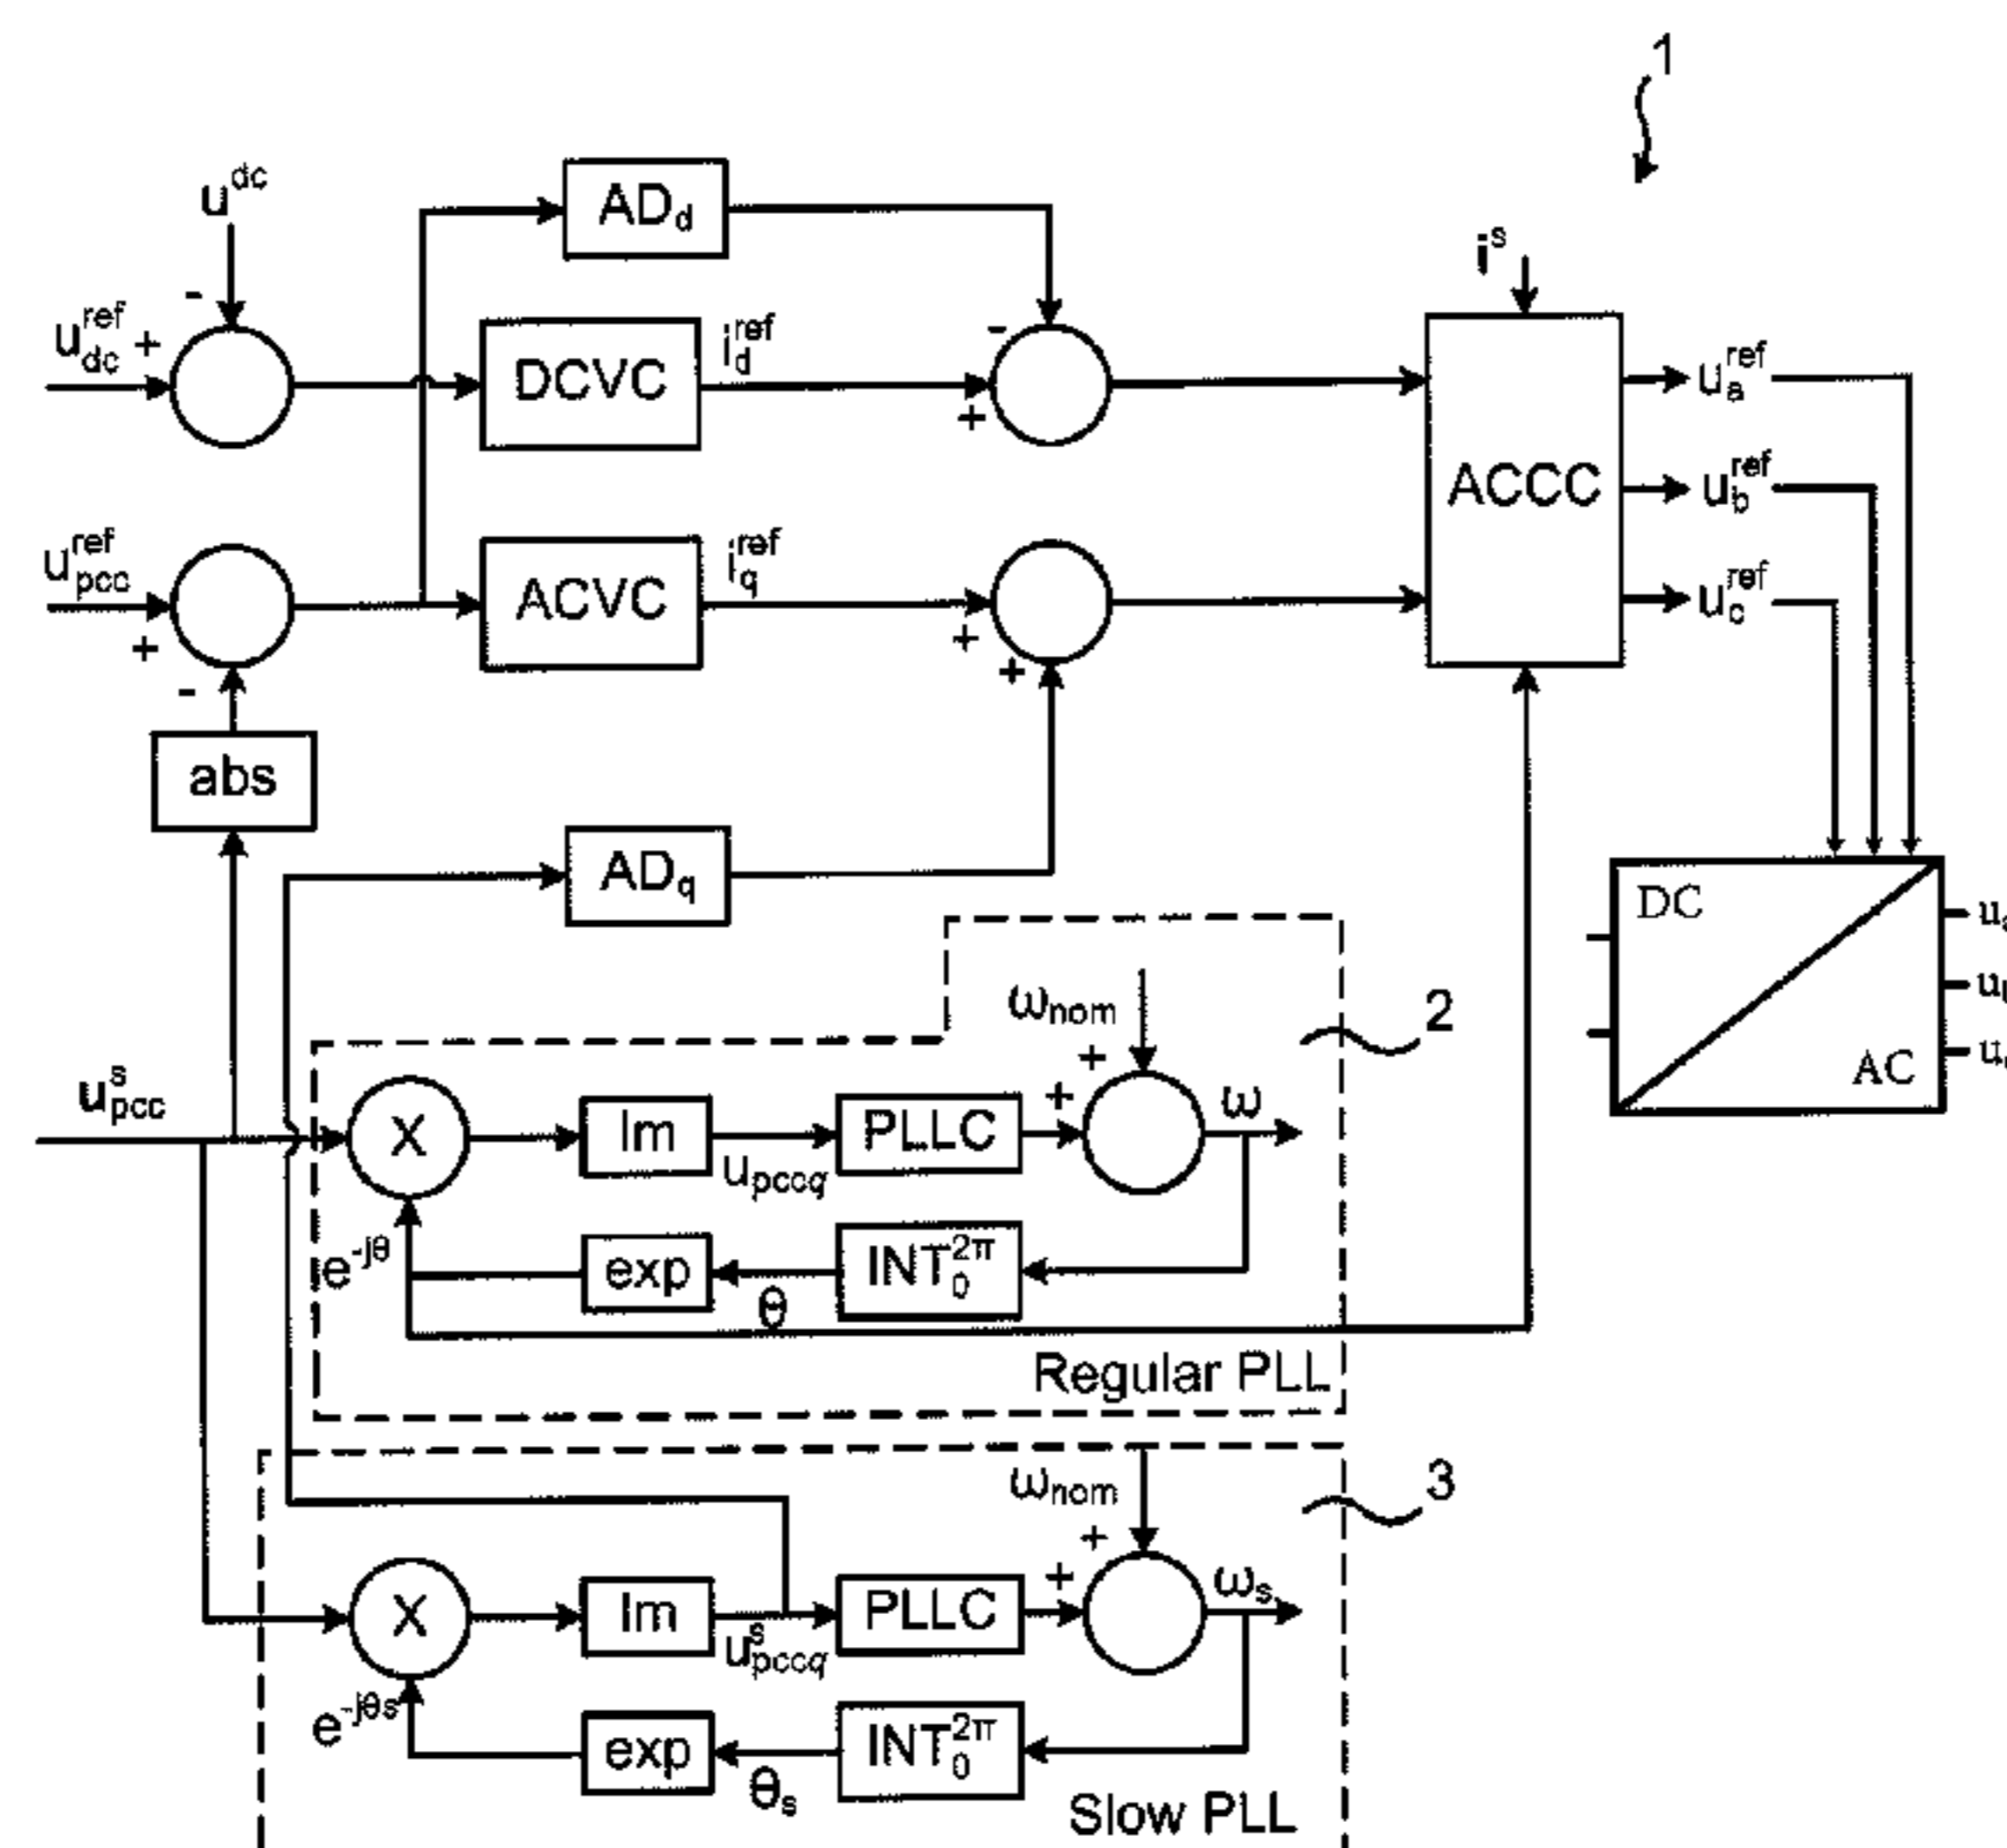 1
u^dc
AD_d
i^s
-
u_dc^ref +
DCVC
i_d^ref
-
+
u_a^ref
ACCC
u_b^ref
u_pcc^ref
+
ACVC
i_q^ref
+
+
u_c^ref
-
abs
AD_q
DC
AC
ω_nom
2
+
u_pcc^s
X
Im
u_pccq
PLLC
+
ω
e^-jθ
exp
θ
INT_0^2π
Regular PLL
ω_nom
3
+
X
Im
u_pccq^s
PLLC
+
ω_s
e^-jθs
exp
θ_s
INT_0^2π
Slow PLL